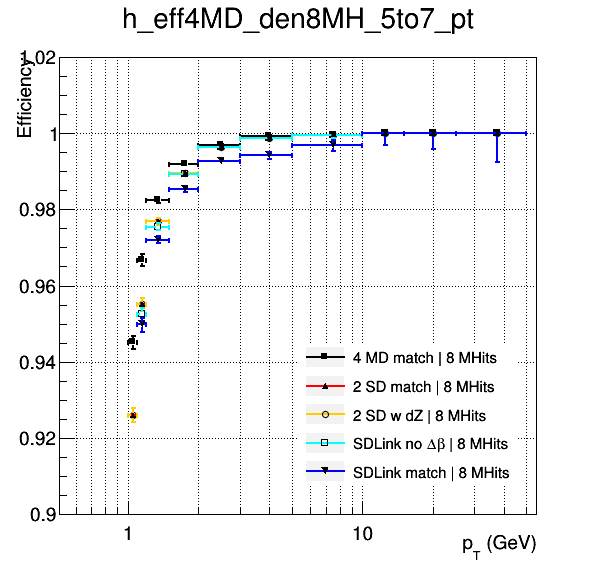 h_eff4MD_den8MH_5to7_pt
Efficiency
1.02
1
0.98
0.96
0.94
0.92
0.9
4 MD match | 8 MHits
2 SD match | 8 MHits
2 SD w dZ | 8 MHits
SDLink no Δβ | 8 MHits
SDLink match | 8 MHits
1
10
p_T (GeV)